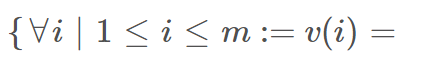 {∀i | 1 ≤ i ≤ m := v(i) =